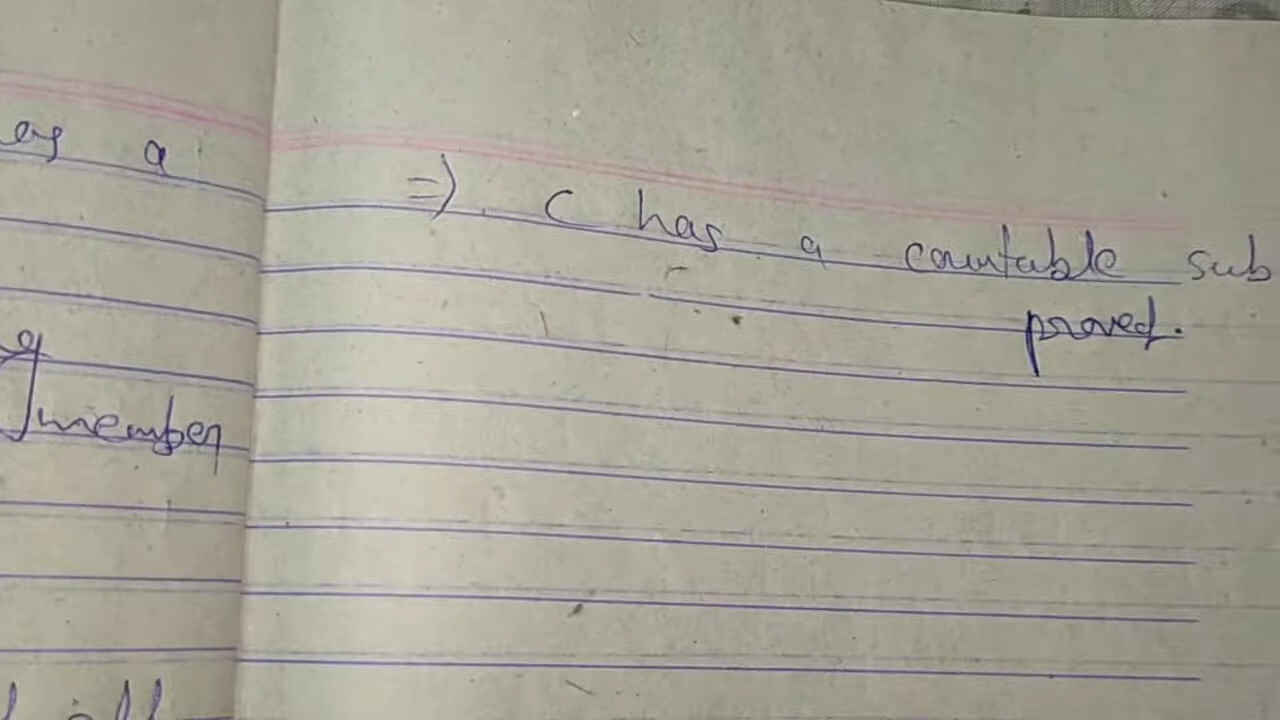 a
member
=> C has a countable sub
proved.